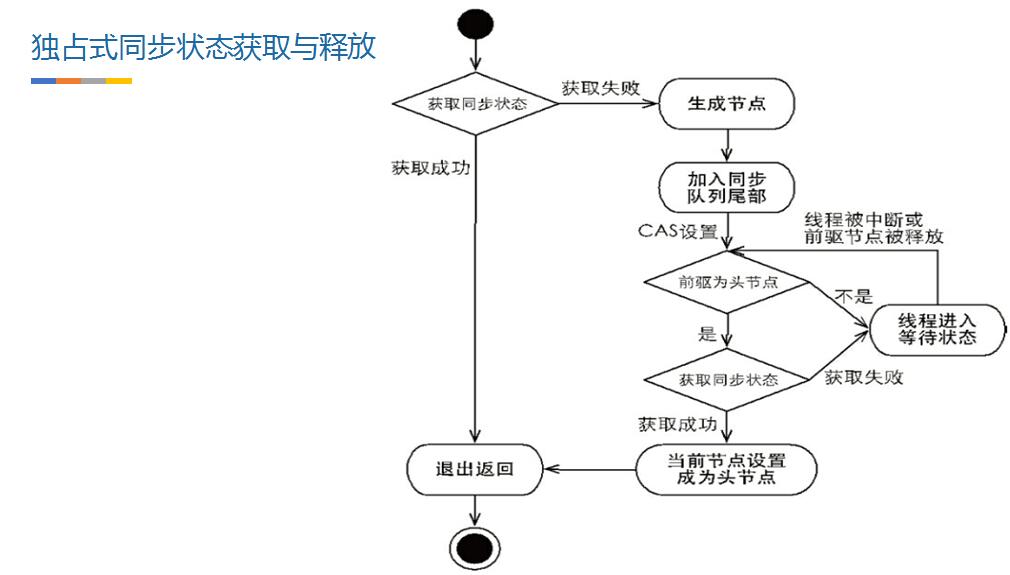 独占式同步状态获取与释放
获取同步状态
获取失败
生成节点
获取成功
加入同步
队列尾部
CAS设置
线程被中断或
前驱节点被释放
前驱为头节点
不是
线程进入
等待状态
是
获取同步状态
获取失败
获取成功
当前节点设置
成为头节点
退出返回